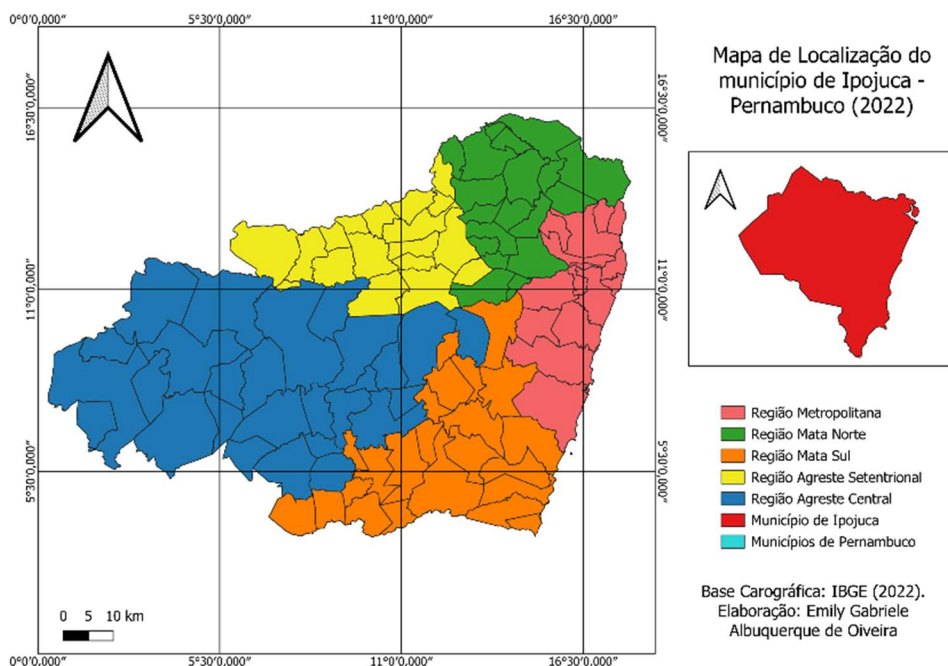 0°0'0,000"
5°30'0,000"
11°0'0,000"
16°30'0,000"
16°30'0,000"
16°30'0,000"
11°0'0,000"
11°0'0,000"
5°30'0,000"
5°30'0,000"
0 5 10 km
0°0'0,000"
5°30'0,000"
11°0'0,000"
16°30'0,000"
Mapa de Localização do
município de Ipojuca -
Pernambuco (2022)
Região Metropolitana
Região Mata Norte
Região Mata Sul
Região Agreste Setentrional
Região Agreste Central
Município de Ipojuca
Municípios de Pernambuco
Base Carográfica: IBGE (2022).
Elaboração: Emily Gabriele
Albuquerque de Oiveira